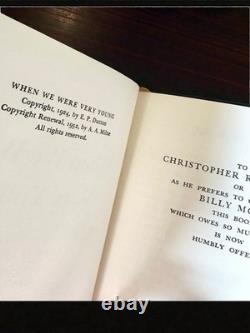 WHEN WE WERE VERY YOUNG
Copyright, 1924, by E. P. Dutton
Copyright Renewal, 1952, by A. A. Milne
All rights reserved.
TO
CHRISTOPHER R
OR
AS HE PREFERS TO
BILLY MO
THIS BOO
WHICH OWES SO MU
IS NOW
HUMBLY OFFE